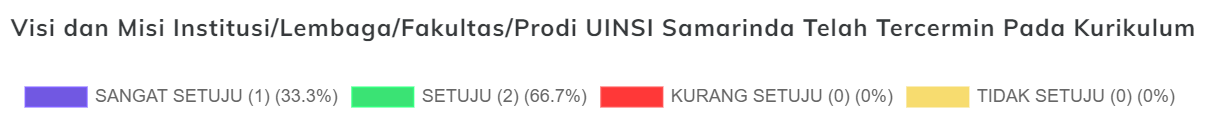 Visi dan Misi Institusi/Lembaga/Fakultas/Prodi UINSI Samarinda Telah Tercermin Pada Kurikulum
SANGAT SETUJU (1) (33.3%) SETUJU (2) (66.7%) KURANG SETUJU (0) (0%) TIDAK SETUJU (0) (0%)